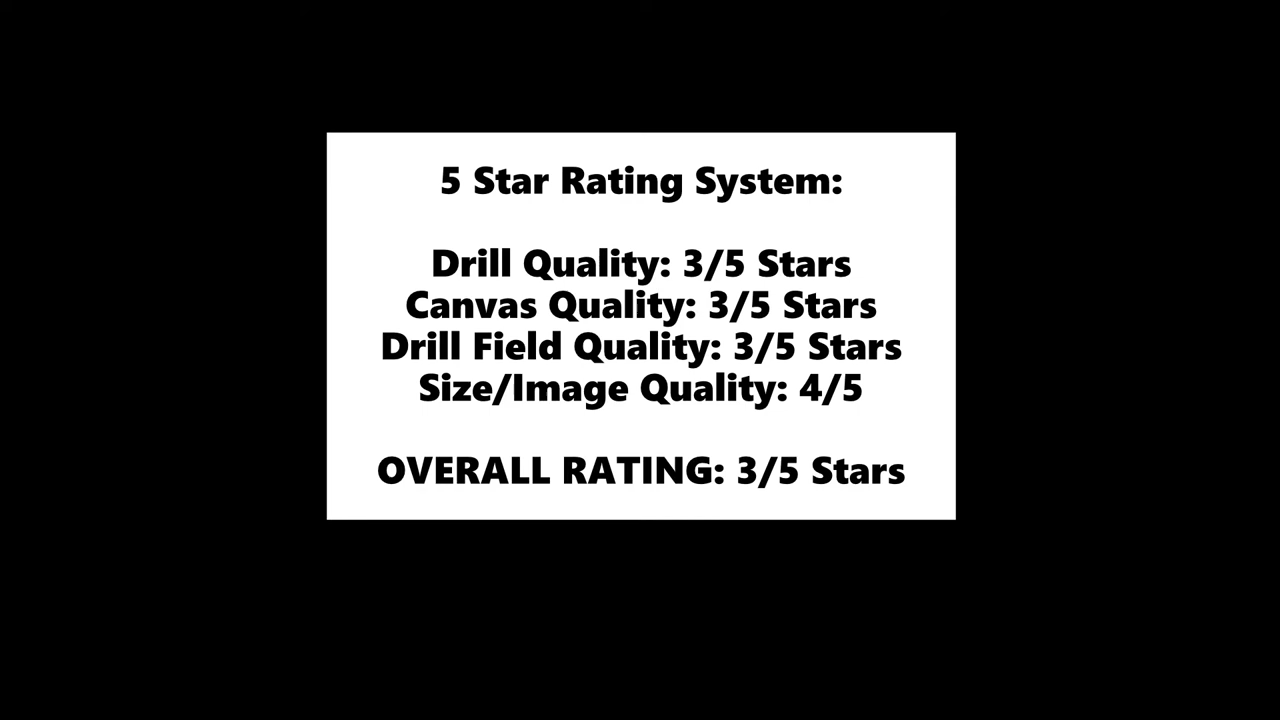 5 Star Rating System:
Drill Quality: 3/5 Stars
Canvas Quality: 3/5 Stars
Drill Field Quality: 3/5 Stars
Size/Image Quality: 4/5
OVERALL RATING: 3/5 Stars